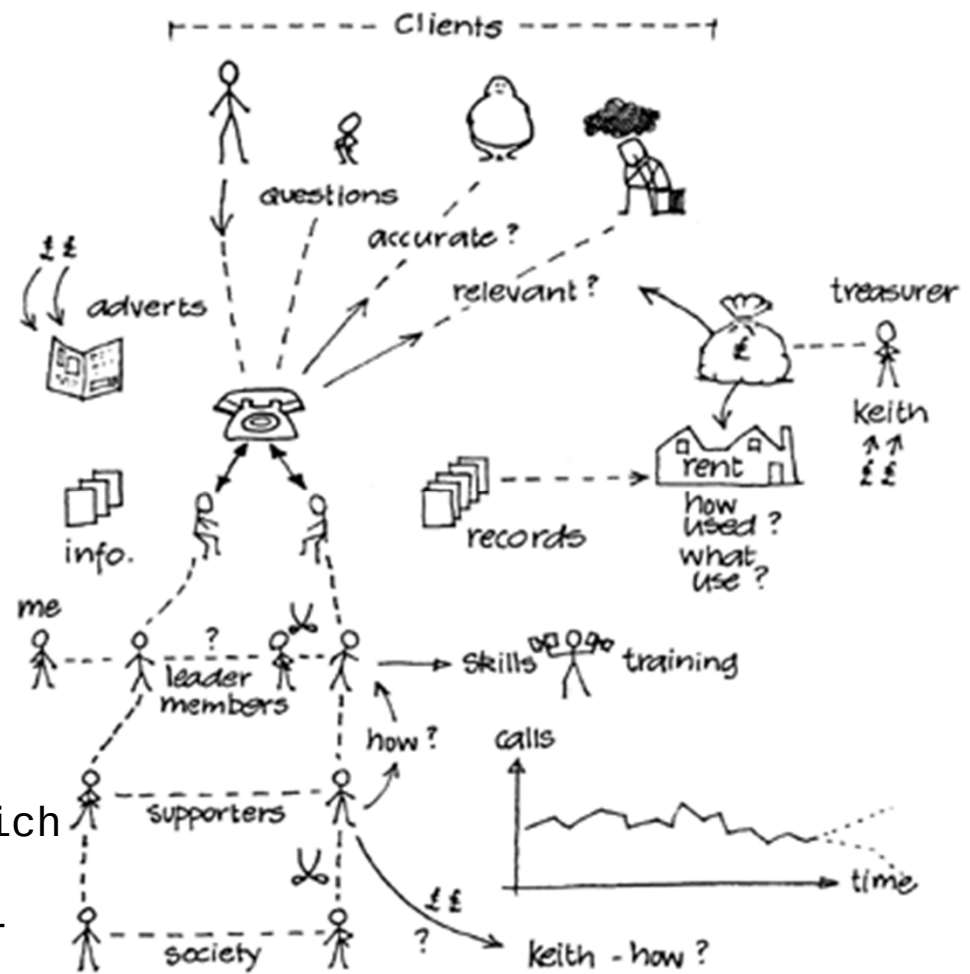 Clients
questions
accurate ?
££
adverts
relevant ?
treasurer
£
keith
££
rent
how
used ?
what
use ?
info.
records
me
?
leader
members
skills
training
how ?
calls
supporters
ich
time
££
?
society
keith - how ?